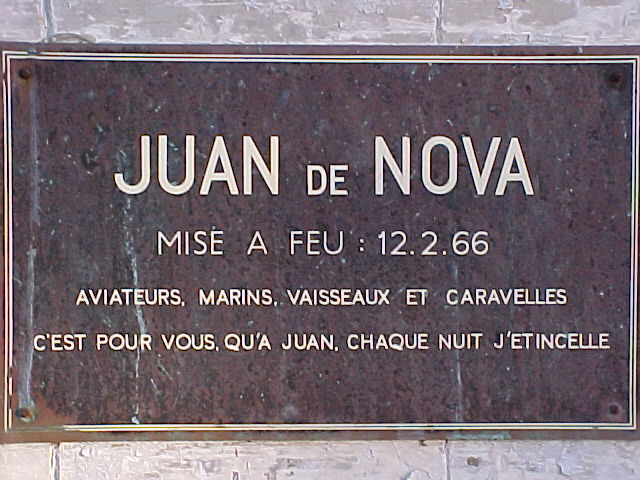 JUAN DE NOVA
MISE A FEU : 12.2.66
AVIATEURS, MARINS, VAISSEAUX ET CARAVELLES
C'EST POUR VOUS, QU'A JUAN, CHAQUE NUIT J'ETINCELLE